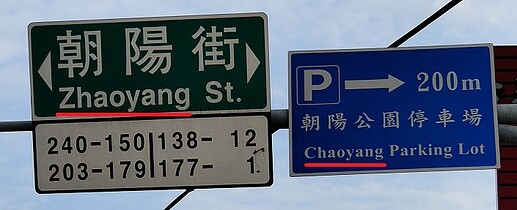 朝陽街
Zhaoyang St.
240-150 138- 12
203-179 177- 1
P 200m
朝陽公園停車場
Chaoyang Parking Lot